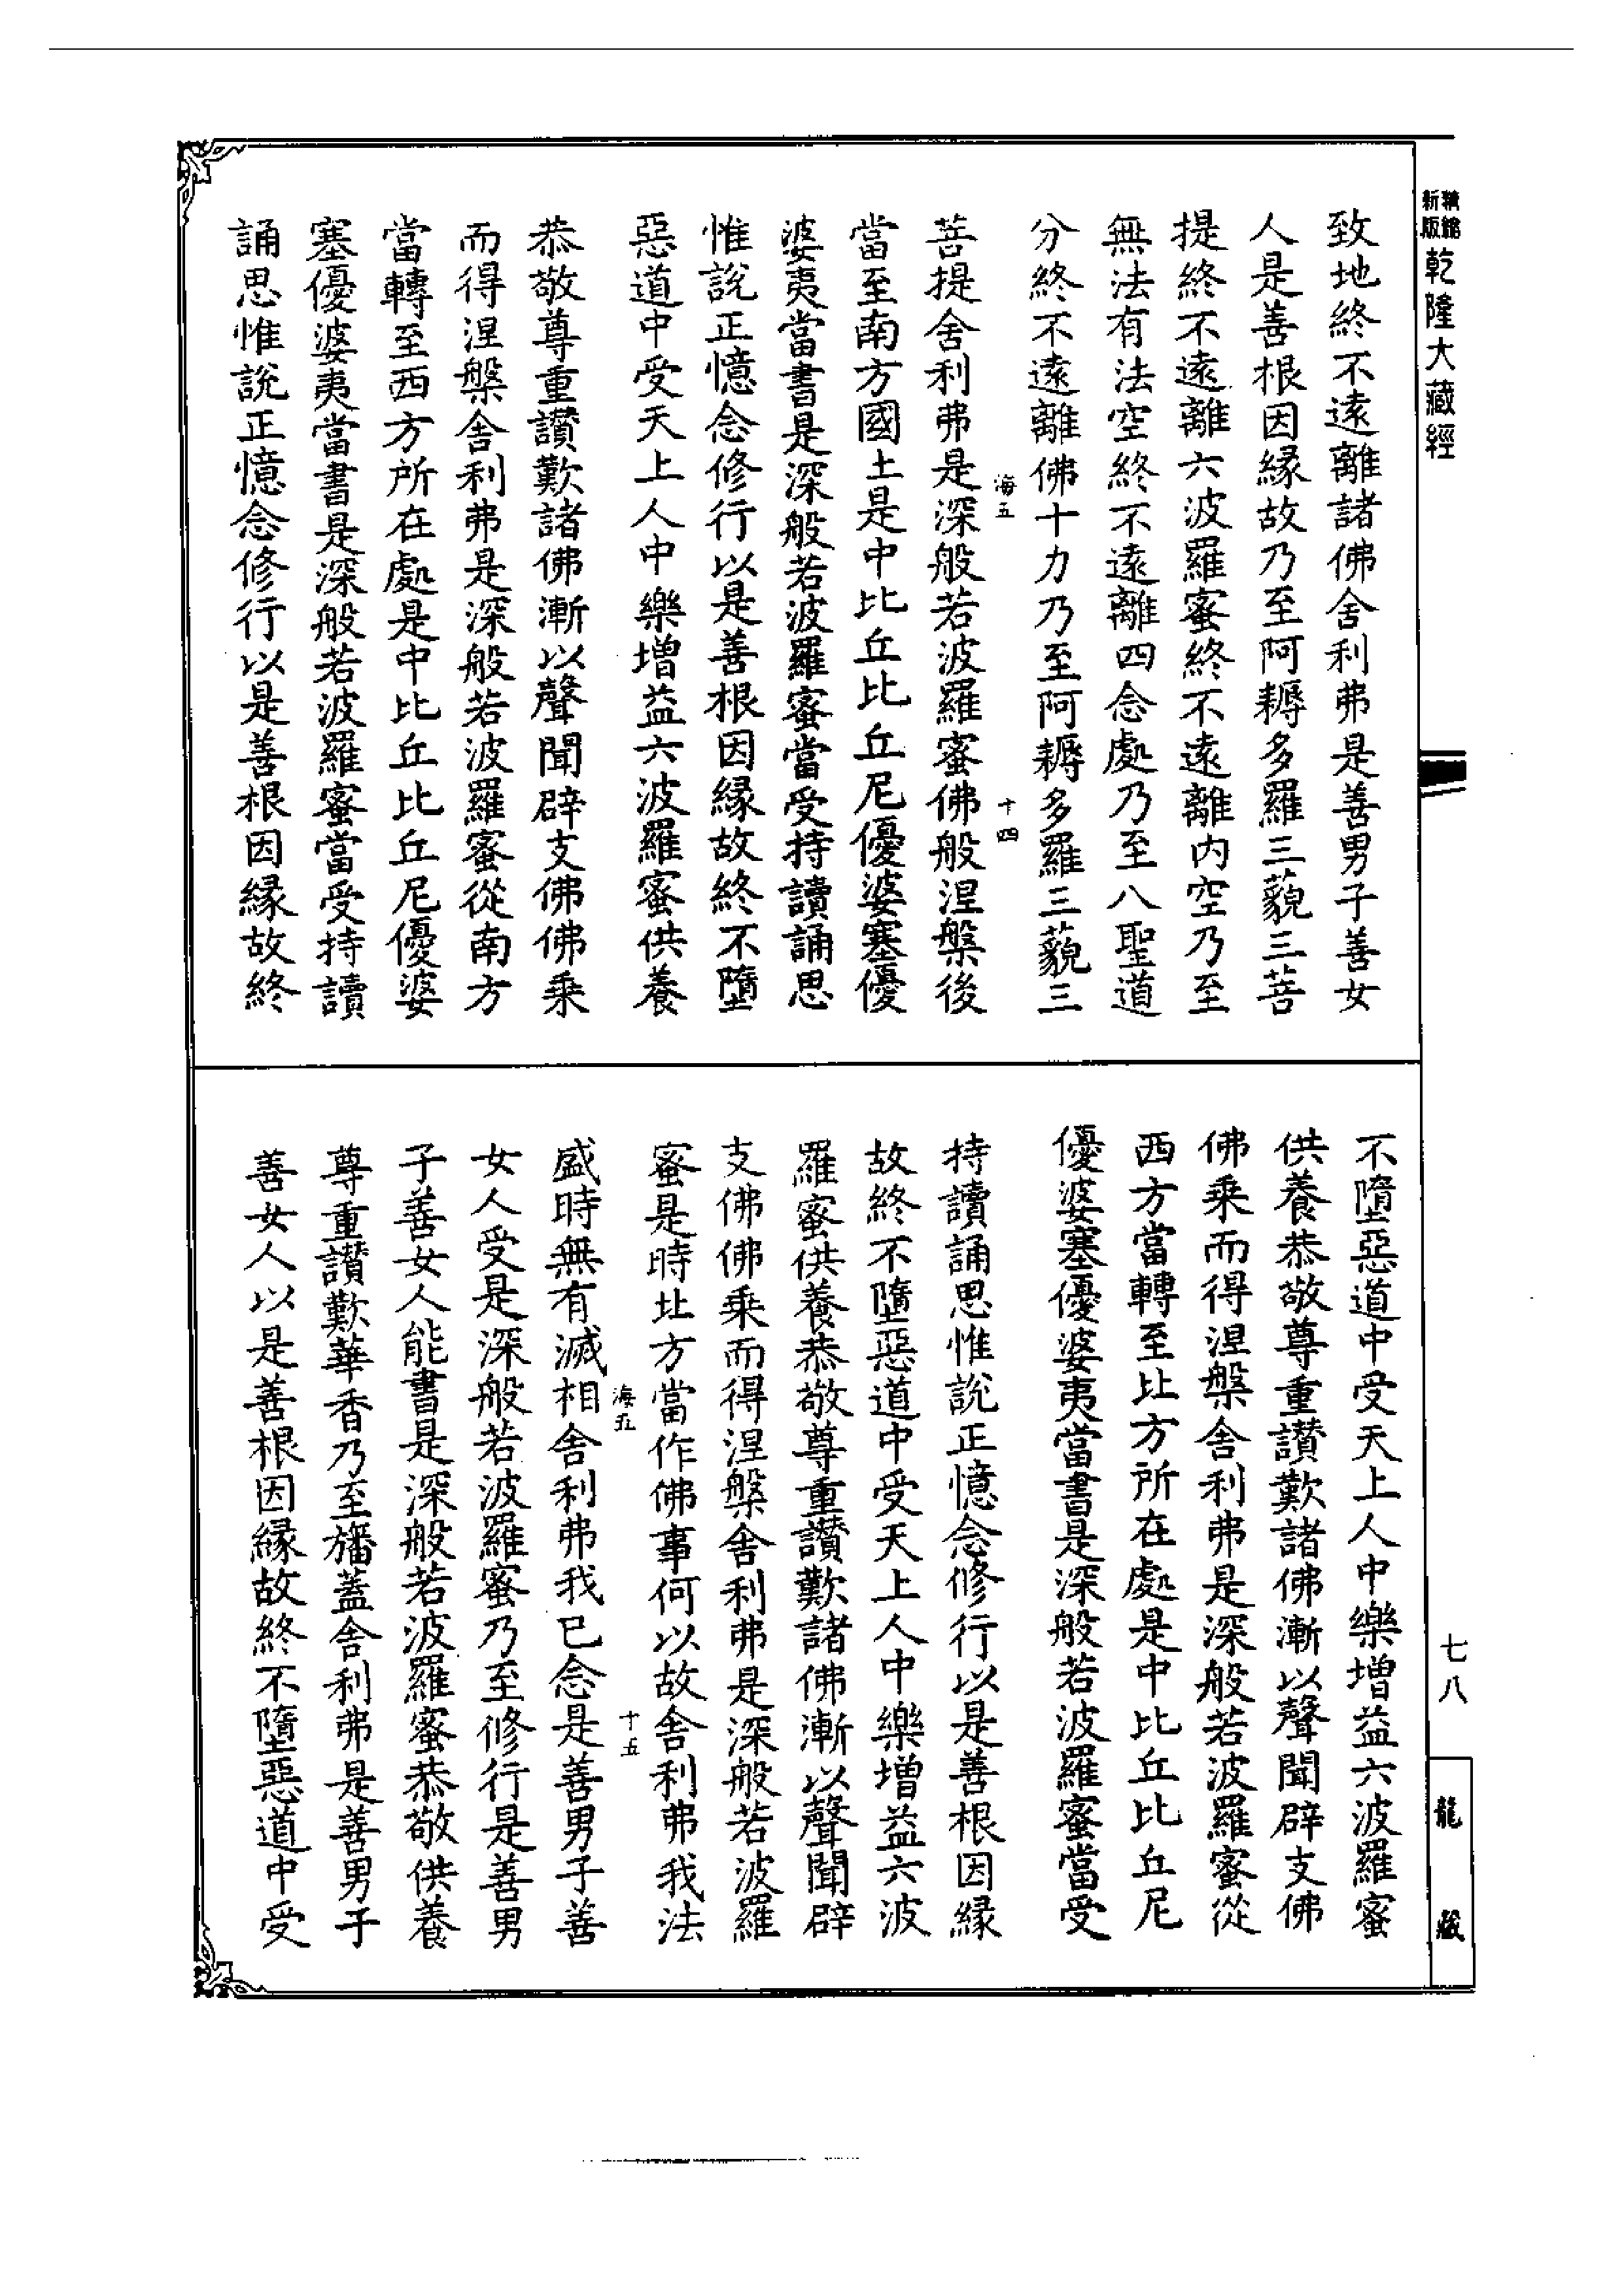 新版
乾隆大藏經
致地終不遠離諸佛舍利弗是善男子善女
人是善根因緣故乃至阿耨多羅三藐三菩
提終不遠離六波羅蜜終不遠離内空乃至
無法有法空終不遠離四念處乃至八聖道
分終不遠離佛十力乃至阿耨多羅三藐三
海五
十四
菩提舍利弗是深般若波羅蜜佛般涅槃後
當至南方國土是中比丘比丘尼優婆塞優
婆夷當書是深般若波羅蜜當受持讀誦思
惟說正憶念修行以是善根因緣故終不墮
惡道中受天上人中樂增益六波羅蜜供養
恭敬尊重讚歎諸佛漸以聲聞辟支佛佛乘
而得涅槃舍利弗是深般若波羅蜜從南方
當轉至西方所在處是中比丘比丘尼優婆
塞優婆夷當書是深般若波羅蜜當受持讀
誦思惟說正憶念修行以是善根因緣故終
不墮惡道中受天上人中樂增益六波羅蜜
供養恭敬尊重讚歎諸佛漸以聲聞辟支佛
佛乘而得涅槃舍利弗是深般若波羅蜜從
西方當轉至北方所在處是中比丘比丘尼
優婆塞優婆夷當書是深般若波羅蜜當受
持讀誦思惟說正憶念修行以是善根因緣
故終不墮惡道中受天上人中樂增益六波
羅蜜供養恭敬尊重讚歎諸佛漸以聲聞辟
支佛佛乘而得涅槃舍利弗是深般若波羅
蜜是時北方當作佛事何以故舍利弗我法
海五
十五
盛時無有滅相舍利弗我已念是善男子善
女人受是深般若波羅蜜乃至修行是善男
子善女人能書是深般若波羅蜜恭敬供養
尊重讚歎華香乃至旛蓋舍利弗是善男子
善女人以是善根因緣故終不墮惡道中受
七八
龍藏